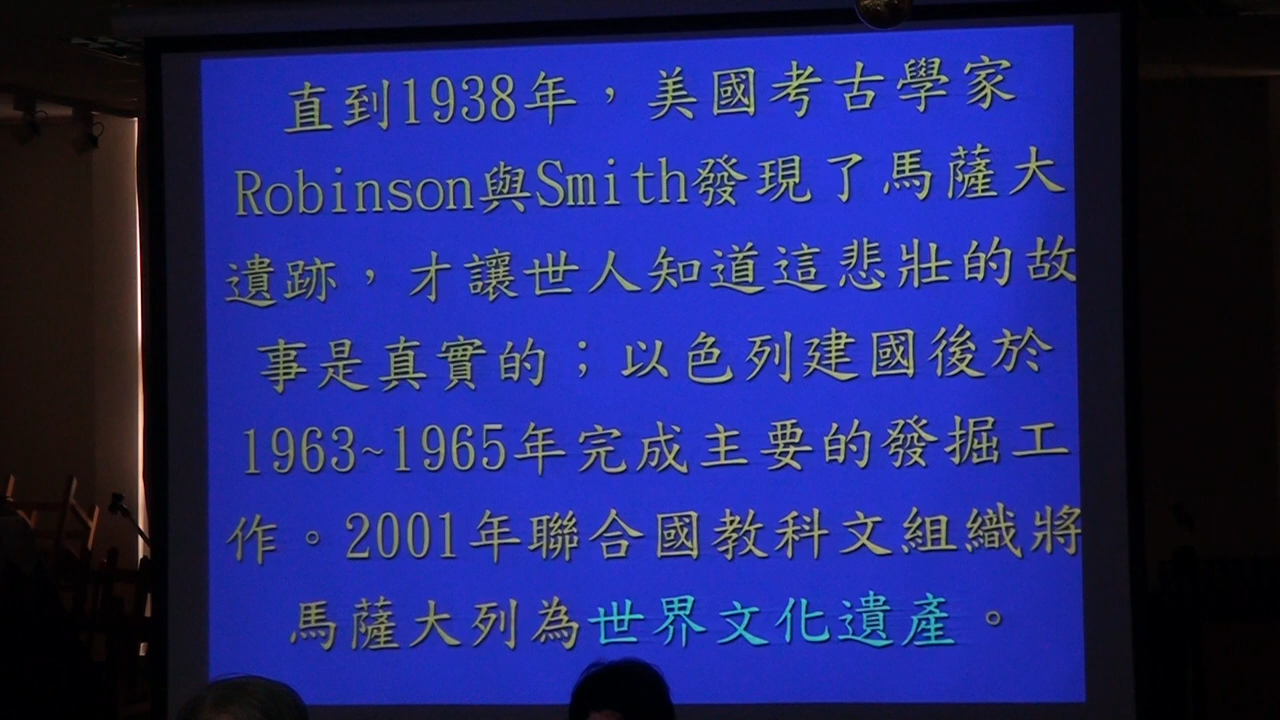 直到1938年，美國考古學家
Robinson與Smith發現了馬薩大
遺跡，才讓世人知道這悲壯的故
事是真實的；以色列建國後於
1963~1965年完成主要的發掘工
作。2001年聯合國教科文組織將
馬薩大列為世界文化遺產。